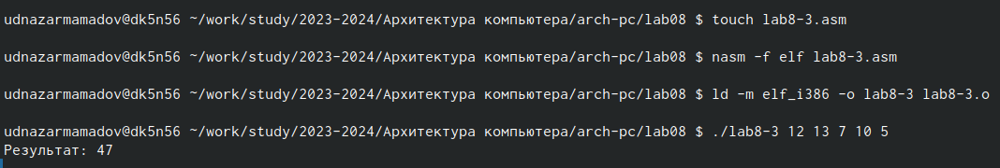 udnazarmamadov@dk5n56 ~/work/study/2023-2024/Архитектура компьютера/arch-pc/lab08 $ touch lab8-3.asm
udnazarmamadov@dk5n56 ~/work/study/2023-2024/Архитектура компьютера/arch-pc/lab08 $ nasm -f elf lab8-3.asm
udnazarmamadov@dk5n56 ~/work/study/2023-2024/Архитектура компьютера/arch-pc/lab08 $ ld -m elf_i386 -o lab8-3 lab8-3.o
udnazarmamadov@dk5n56 ~/work/study/2023-2024/Архитектура компьютера/arch-pc/lab08 $ ./lab8-3 12 13 7 10 5
Результат: 47